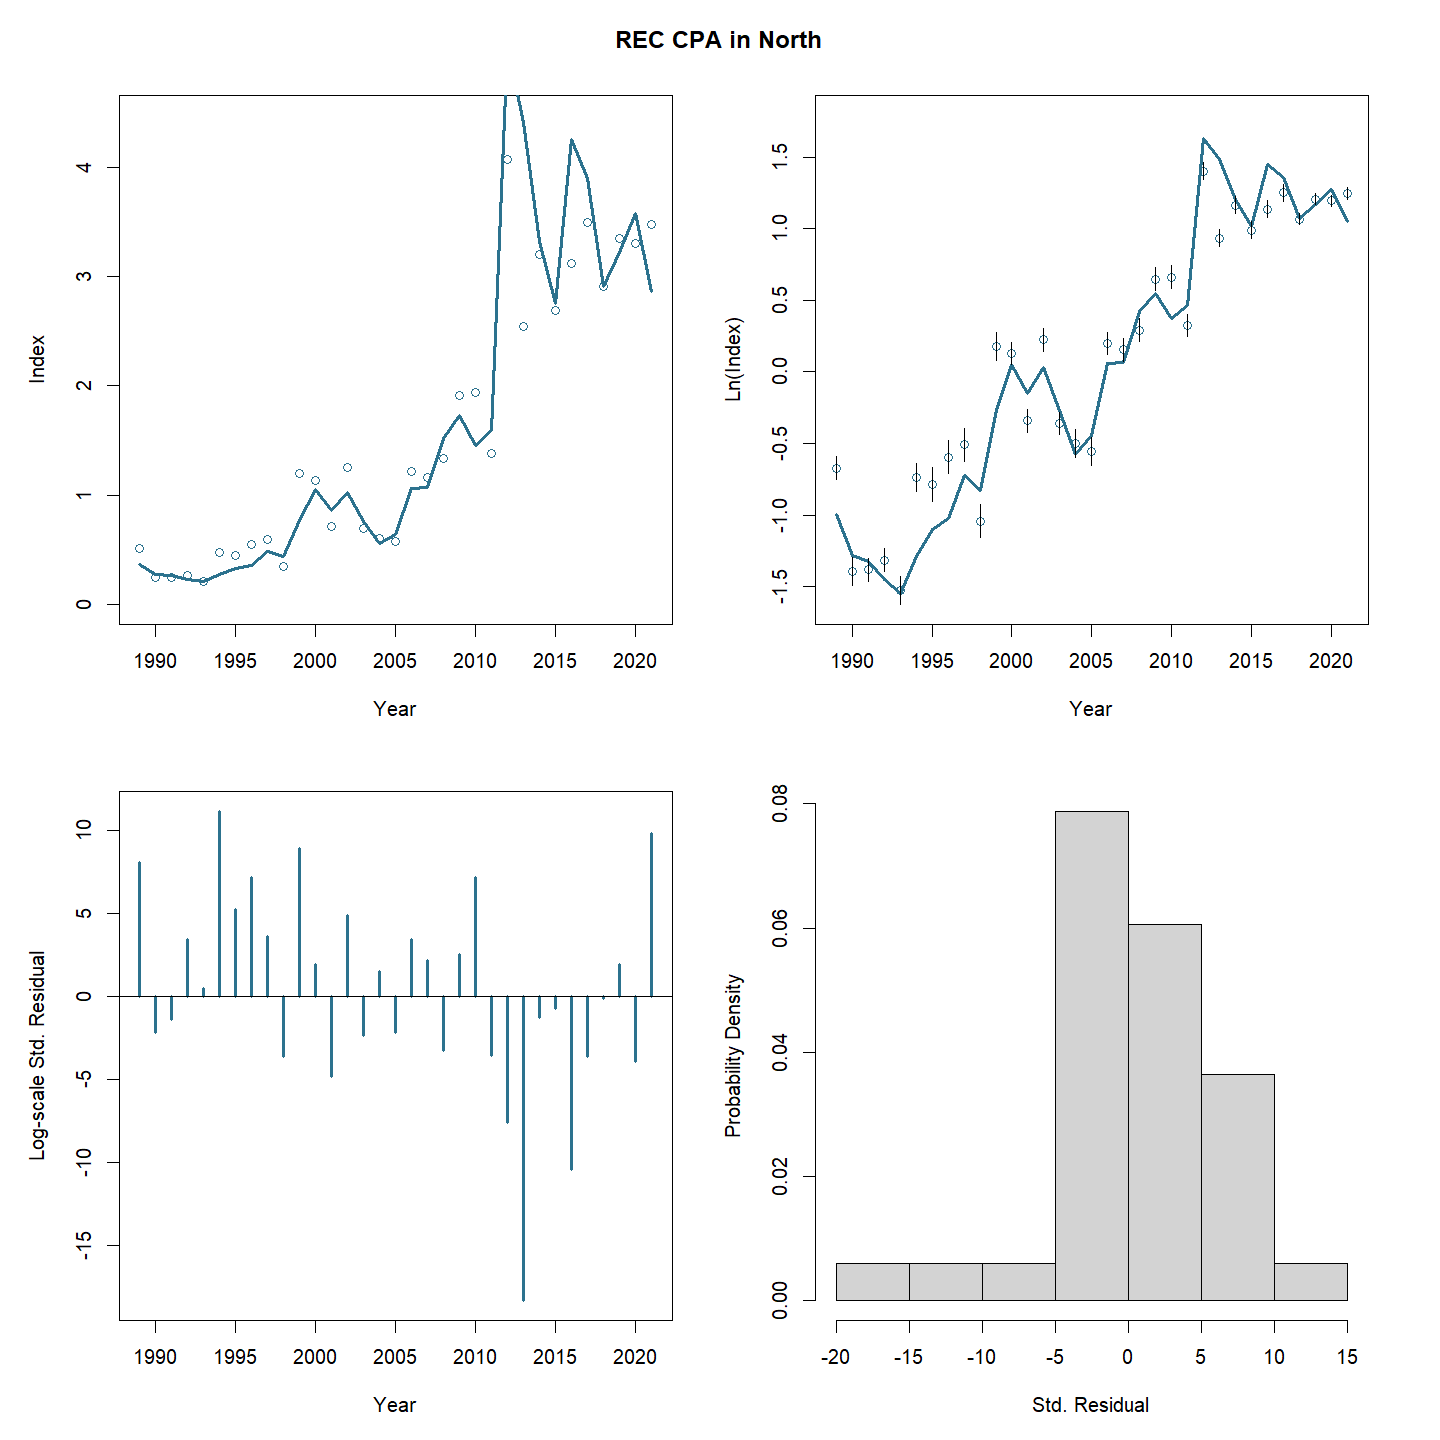 REC CPA in North
Index
4
3
2
1
0
1990 1995 2000 2005 2010 2015 2020
Year
Ln(Index)
1.5
1.0
0.5
0.0
-0.5
-1.0
-1.5
1990 1995 2000 2005 2010 2015 2020
Year
Log-scale Std. Residual
10
5
0
-5
-10
-15
1990 1995 2000 2005 2010 2015 2020
Year
Probability Density
0.08
0.06
0.04
0.02
0.00
-20 -15 -10 -5 0 5 10 15
Std. Residual